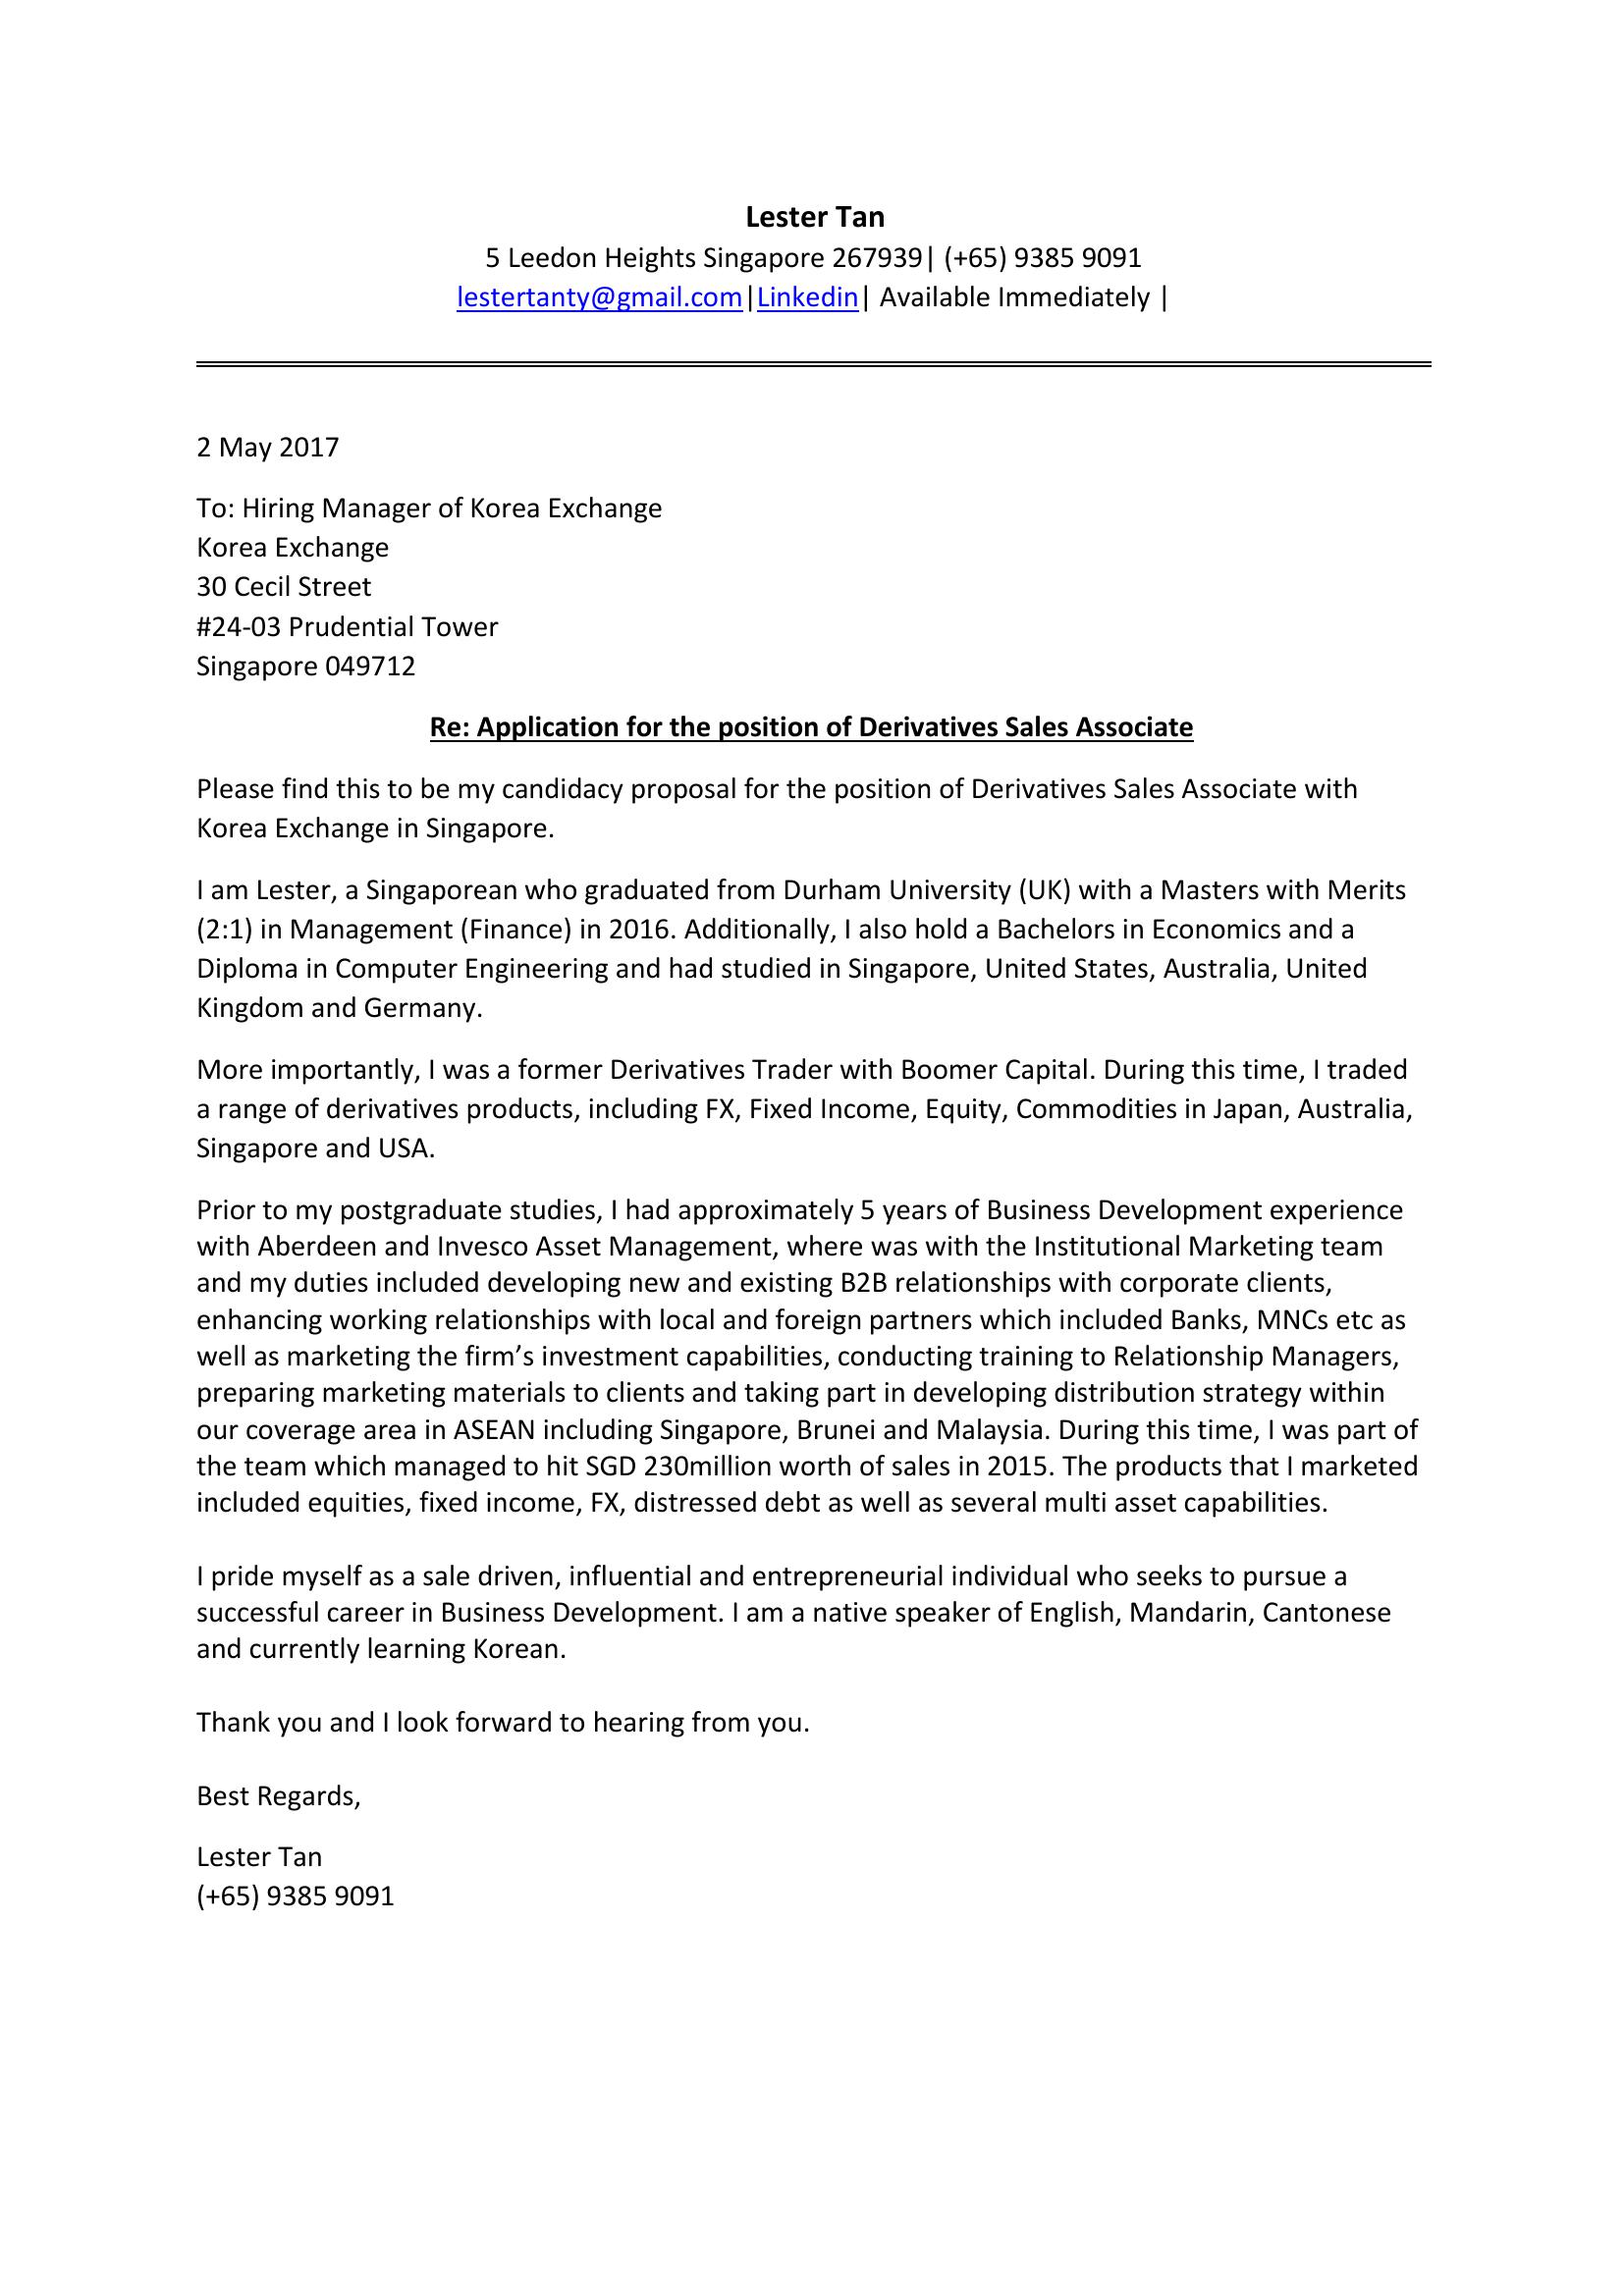 Lester Tan
5 Leedon Heights Singapore 267939| (+65) 9385 9091
lestertanty@gmail.com|Linkedin| Available Immediately |
2 May 2017
To: Hiring Manager of Korea Exchange
Korea Exchange
30 Cecil Street
#24-03 Prudential Tower
Singapore 049712
Re: Application for the position of Derivatives Sales Associate
Please find this to be my candidacy proposal for the position of Derivatives Sales Associate with
Korea Exchange in Singapore.
I am Lester, a Singaporean who graduated from Durham University (UK) with a Masters with Merits
(2:1) in Management (Finance) in 2016. Additionally, I also hold a Bachelors in Economics and a
Diploma in Computer Engineering and had studied in Singapore, United States, Australia, United
Kingdom and Germany.
More importantly, I was a former Derivatives Trader with Boomer Capital. During this time, I traded
a range of derivatives products, including FX, Fixed Income, Equity, Commodities in Japan, Australia,
Singapore and USA.
Prior to my postgraduate studies, I had approximately 5 years of Business Development experience
with Aberdeen and Invesco Asset Management, where was with the Institutional Marketing team
and my duties included developing new and existing B2B relationships with corporate clients,
enhancing working relationships with local and foreign partners which included Banks, MNCs etc as
well as marketing the firm’s investment capabilities, conducting training to Relationship Managers,
preparing marketing materials to clients and taking part in developing distribution strategy within
our coverage area in ASEAN including Singapore, Brunei and Malaysia. During this time, I was part of
the team which managed to hit SGD 230million worth of sales in 2015. The products that I marketed
included equities, fixed income, FX, distressed debt as well as several multi asset capabilities.
I pride myself as a sale driven, influential and entrepreneurial individual who seeks to pursue a
successful career in Business Development. I am a native speaker of English, Mandarin, Cantonese
and currently learning Korean.
Thank you and I look forward to hearing from you.
Best Regards,
Lester Tan
(+65) 9385 9091